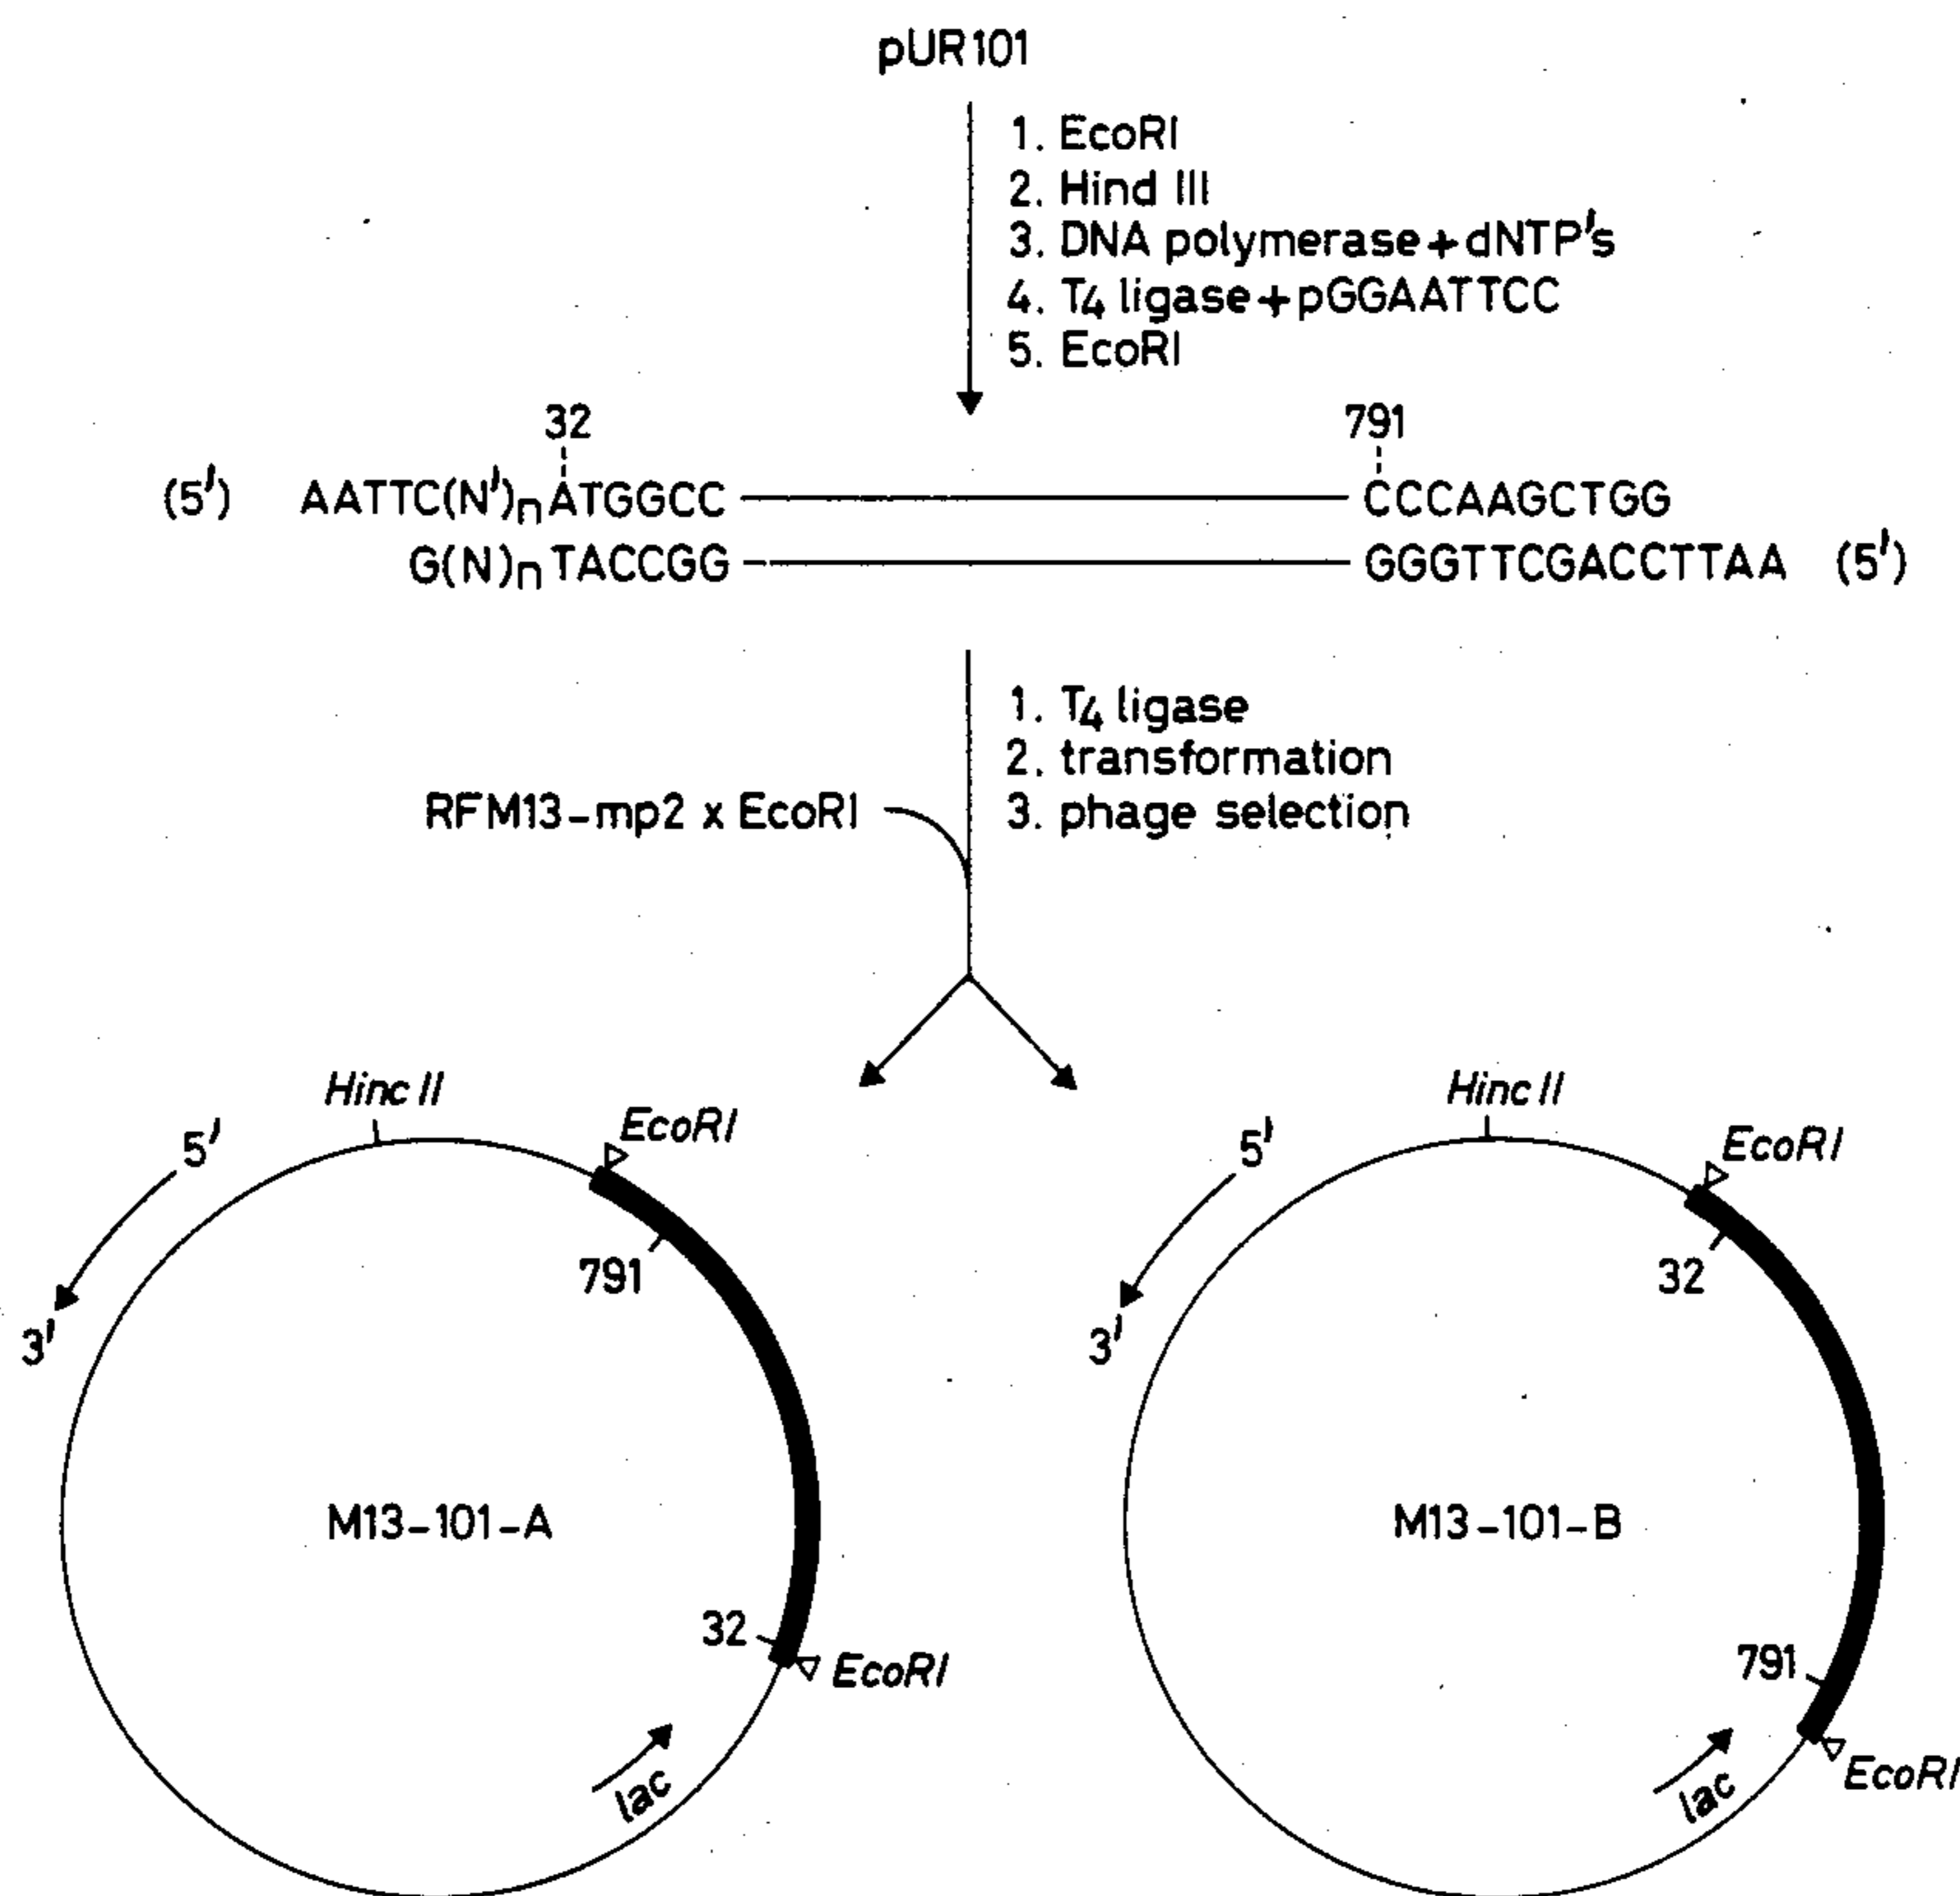 pUR101
1. EcoRI
2. Hind III
3. DNA polymerase + dNTP's
4. T4 ligase + pGGAATTCC
5. EcoRI
32 791
(5') AATTC(N')nATGGCC CCCAAGCTGG
G(N)nTACCGG GGGTTCGACCTTAA (5')
1. T4 ligase
2. transformation
RFM13-mp2 x EcoRI 3. phage selection
Hinc II
EcoRI
5'
3'
791
M13-101-A
32
EcoRI
lac
Hinc II
EcoRI
5'
3'
32
M13-101-B
791
EcoRI
lac